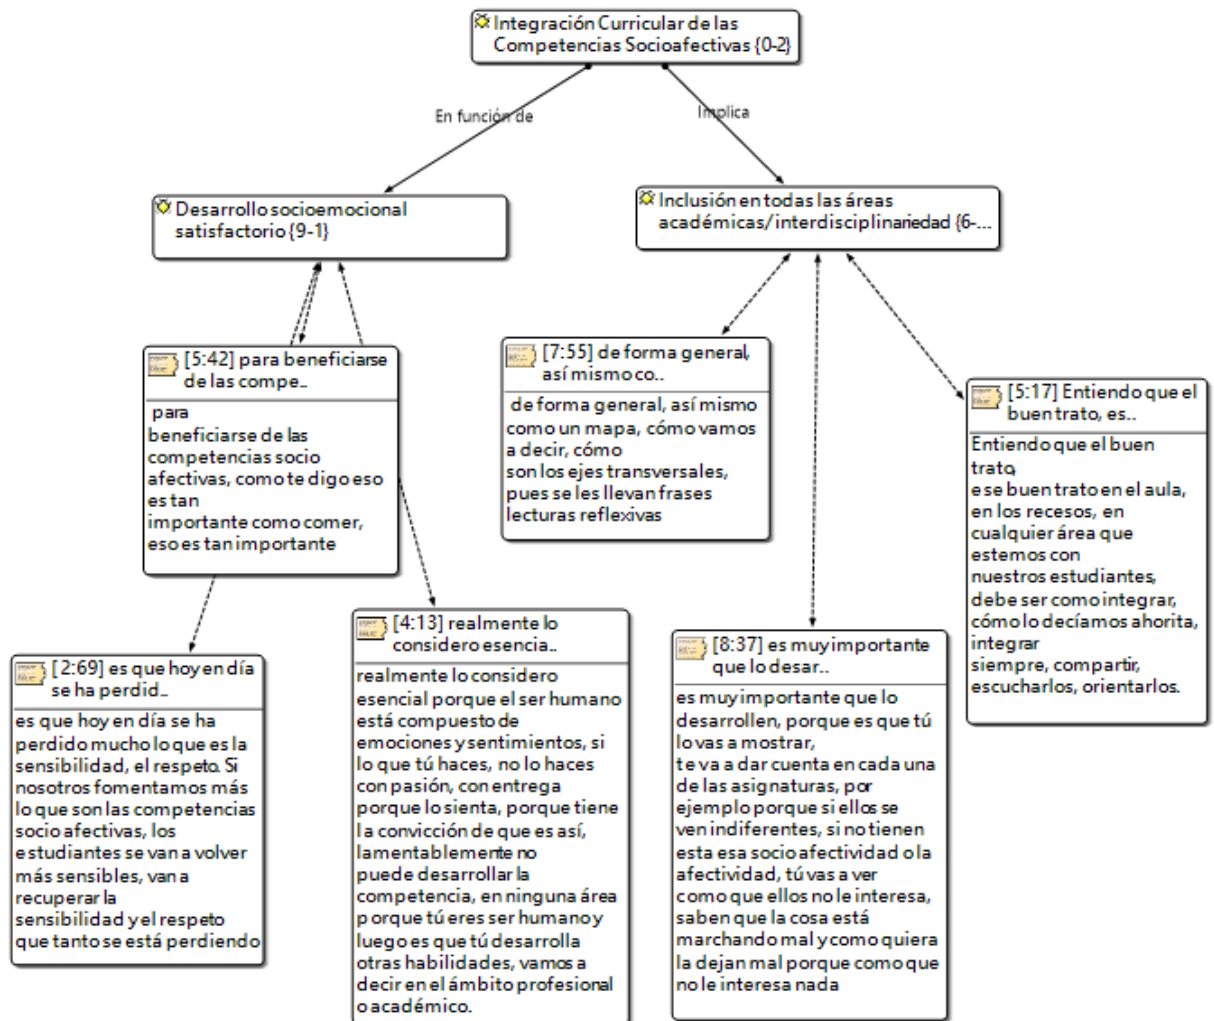 Integración Curricular de las
Competencias Socioafectivas {0-2}
En función de
Implica
Desarrollo socioemocional
satisfactorio {9-1}
Inclusión en todas las áreas
académicas/interdisciplinariedad {6-...
[5:42] para beneficiarse
de las compe..
para
beneficiarse de las
competencias socio
afectivas, como te digo eso
es tan
importante como comer,
eso es tan importante
[7:55] de forma general,
así mismo co..
de forma general, así mismo
como un mapa, cómo vamos
a decir, cómo
son los ejes transversales,
pues se les llevan frases
lecturas reflexivas
[5:17] Entiendo que el
buen trato, es..
Entiendo que el buen
trato,
ese buen trato en el aula,
en los recesos, en
cualquier área que
estemos con
nuestros estudiantes,
debe ser como integrar,
cómo lo decíamos ahorita,
integrar
siempre, compartir,
escucharlos, orientarlos.
[2:69] es que hoy en día
se ha perdid..
es que hoy en día se ha
perdido mucho lo que es la
sensibilidad, el respeto. Si
nosotros fomentamos más
lo que son las competencias
socio afectivas, los
estudiantes se van a volver
más sensibles, van a
recuperar la
sensibilidad y el respeto
que tanto se está perdiendo
[4:13] realmente lo
considero esencia..
realmente lo considero
esencial porque el ser humano
está compuesto de
emociones y sentimientos, si
lo que tú haces, no lo haces
con pasión, con entrega
porque lo sienta, porque tiene
la convicción de que es así,
lamentablemente no
puede desarrollar la
competencia, en ninguna área
porque tú eres ser humano y
luego es que tú desarrolla
otras habilidades, vamos a
decir en el ámbito profesional
o académico.
[8:37] es muy importante
que lo desar..
es muy importante que lo
desarrollen, porque es que tú
lo vas a mostrar,
te va a dar cuenta en cada una
de las asignaturas, por
ejemplo porque si ellos se
ven indiferentes, si no tienen
esta esa socio afectividad o la
afectividad, tú vas a ver
como que ellos no le interesa,
saben que la cosa está
marchando mal y como quiera
la dejan mal porque como que
no le interesa nada